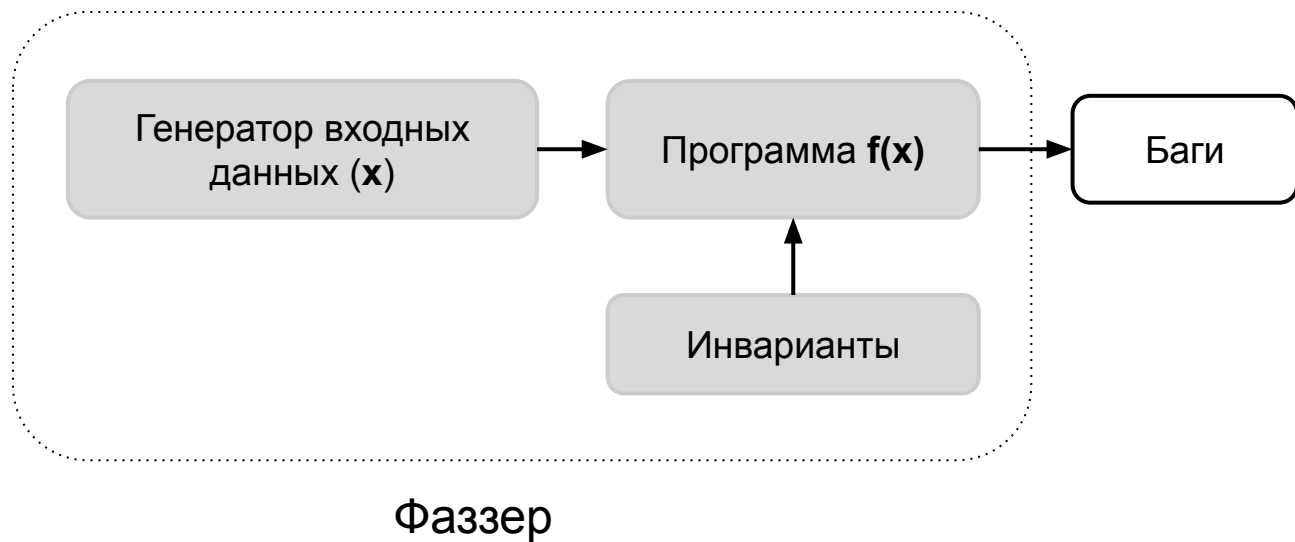 Генератор входных
данных (x)
Программа f(x)
Баги
Инварианты
Фаззер